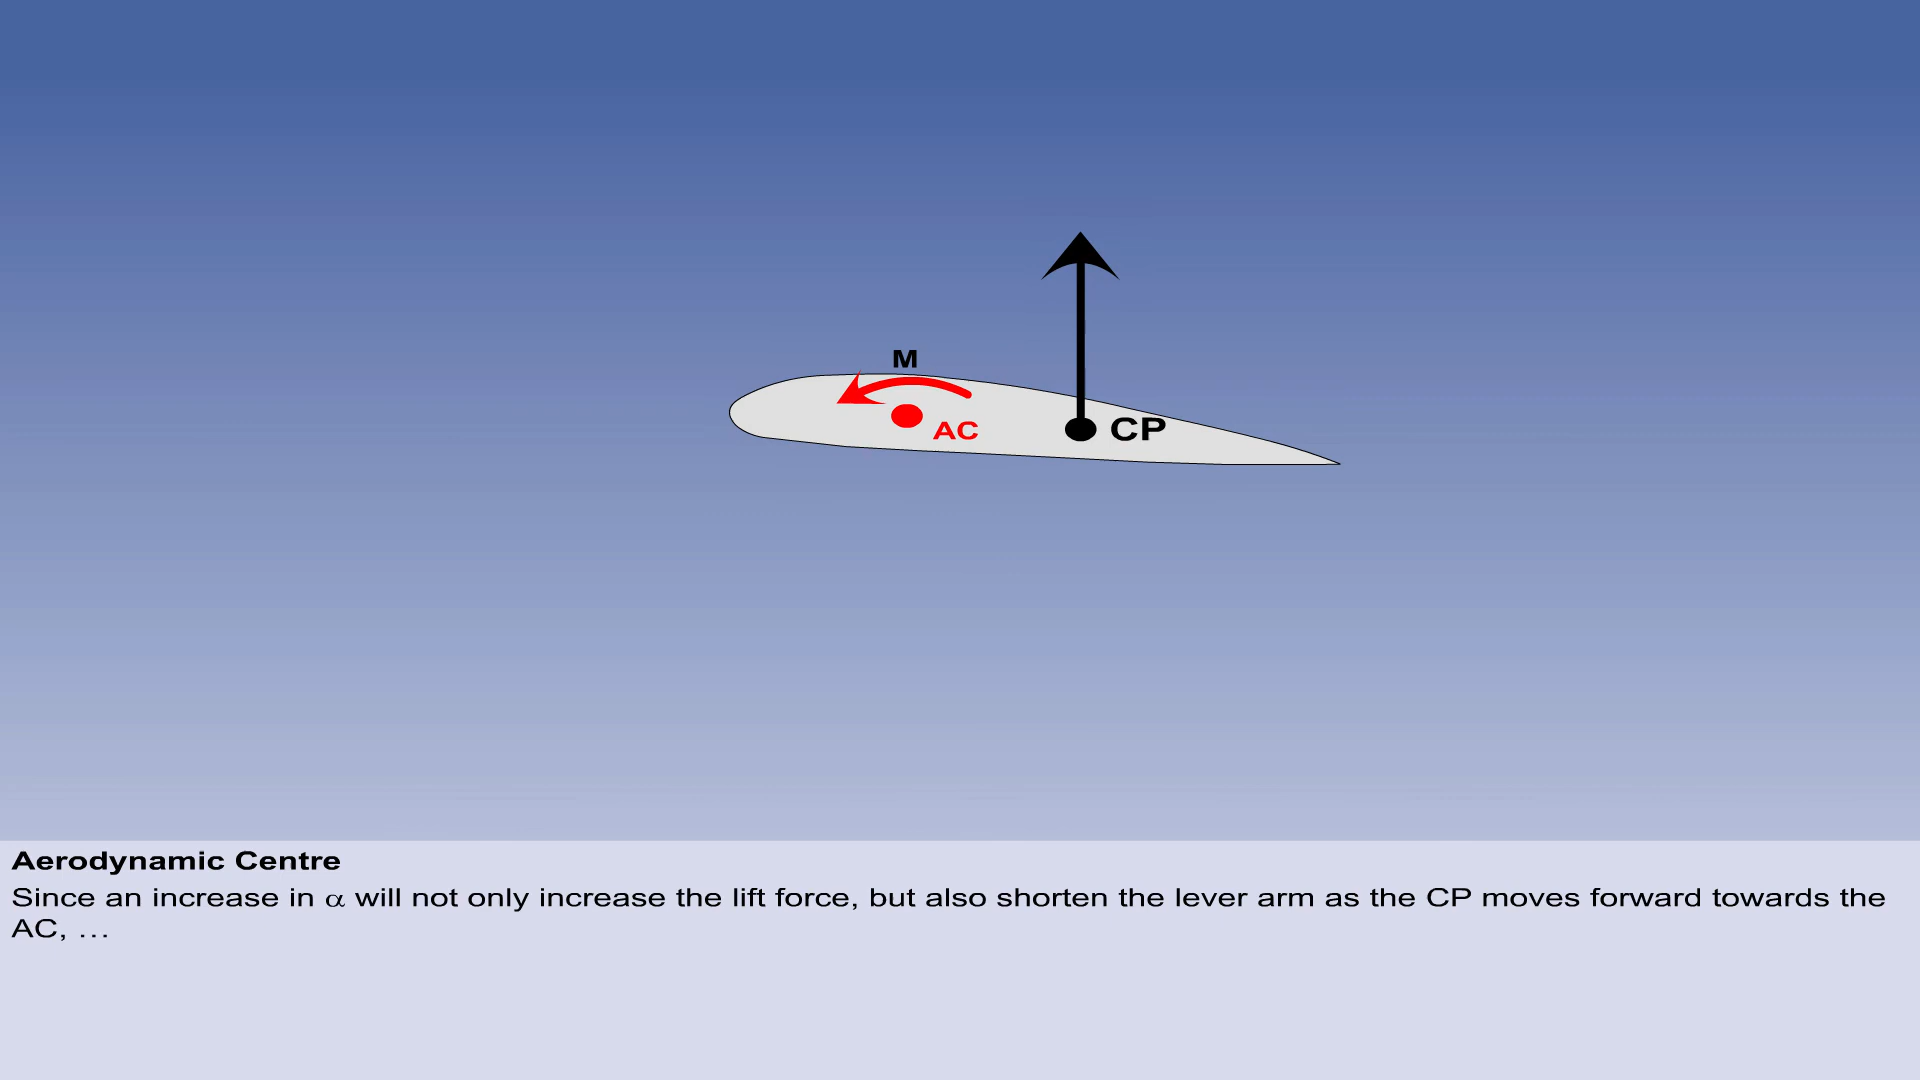 M
AC
CP
Aerodynamic Centre
Since an increase in α will not only increase the lift force, but also shorten the lever arm as the CP moves forward towards the
AC, …